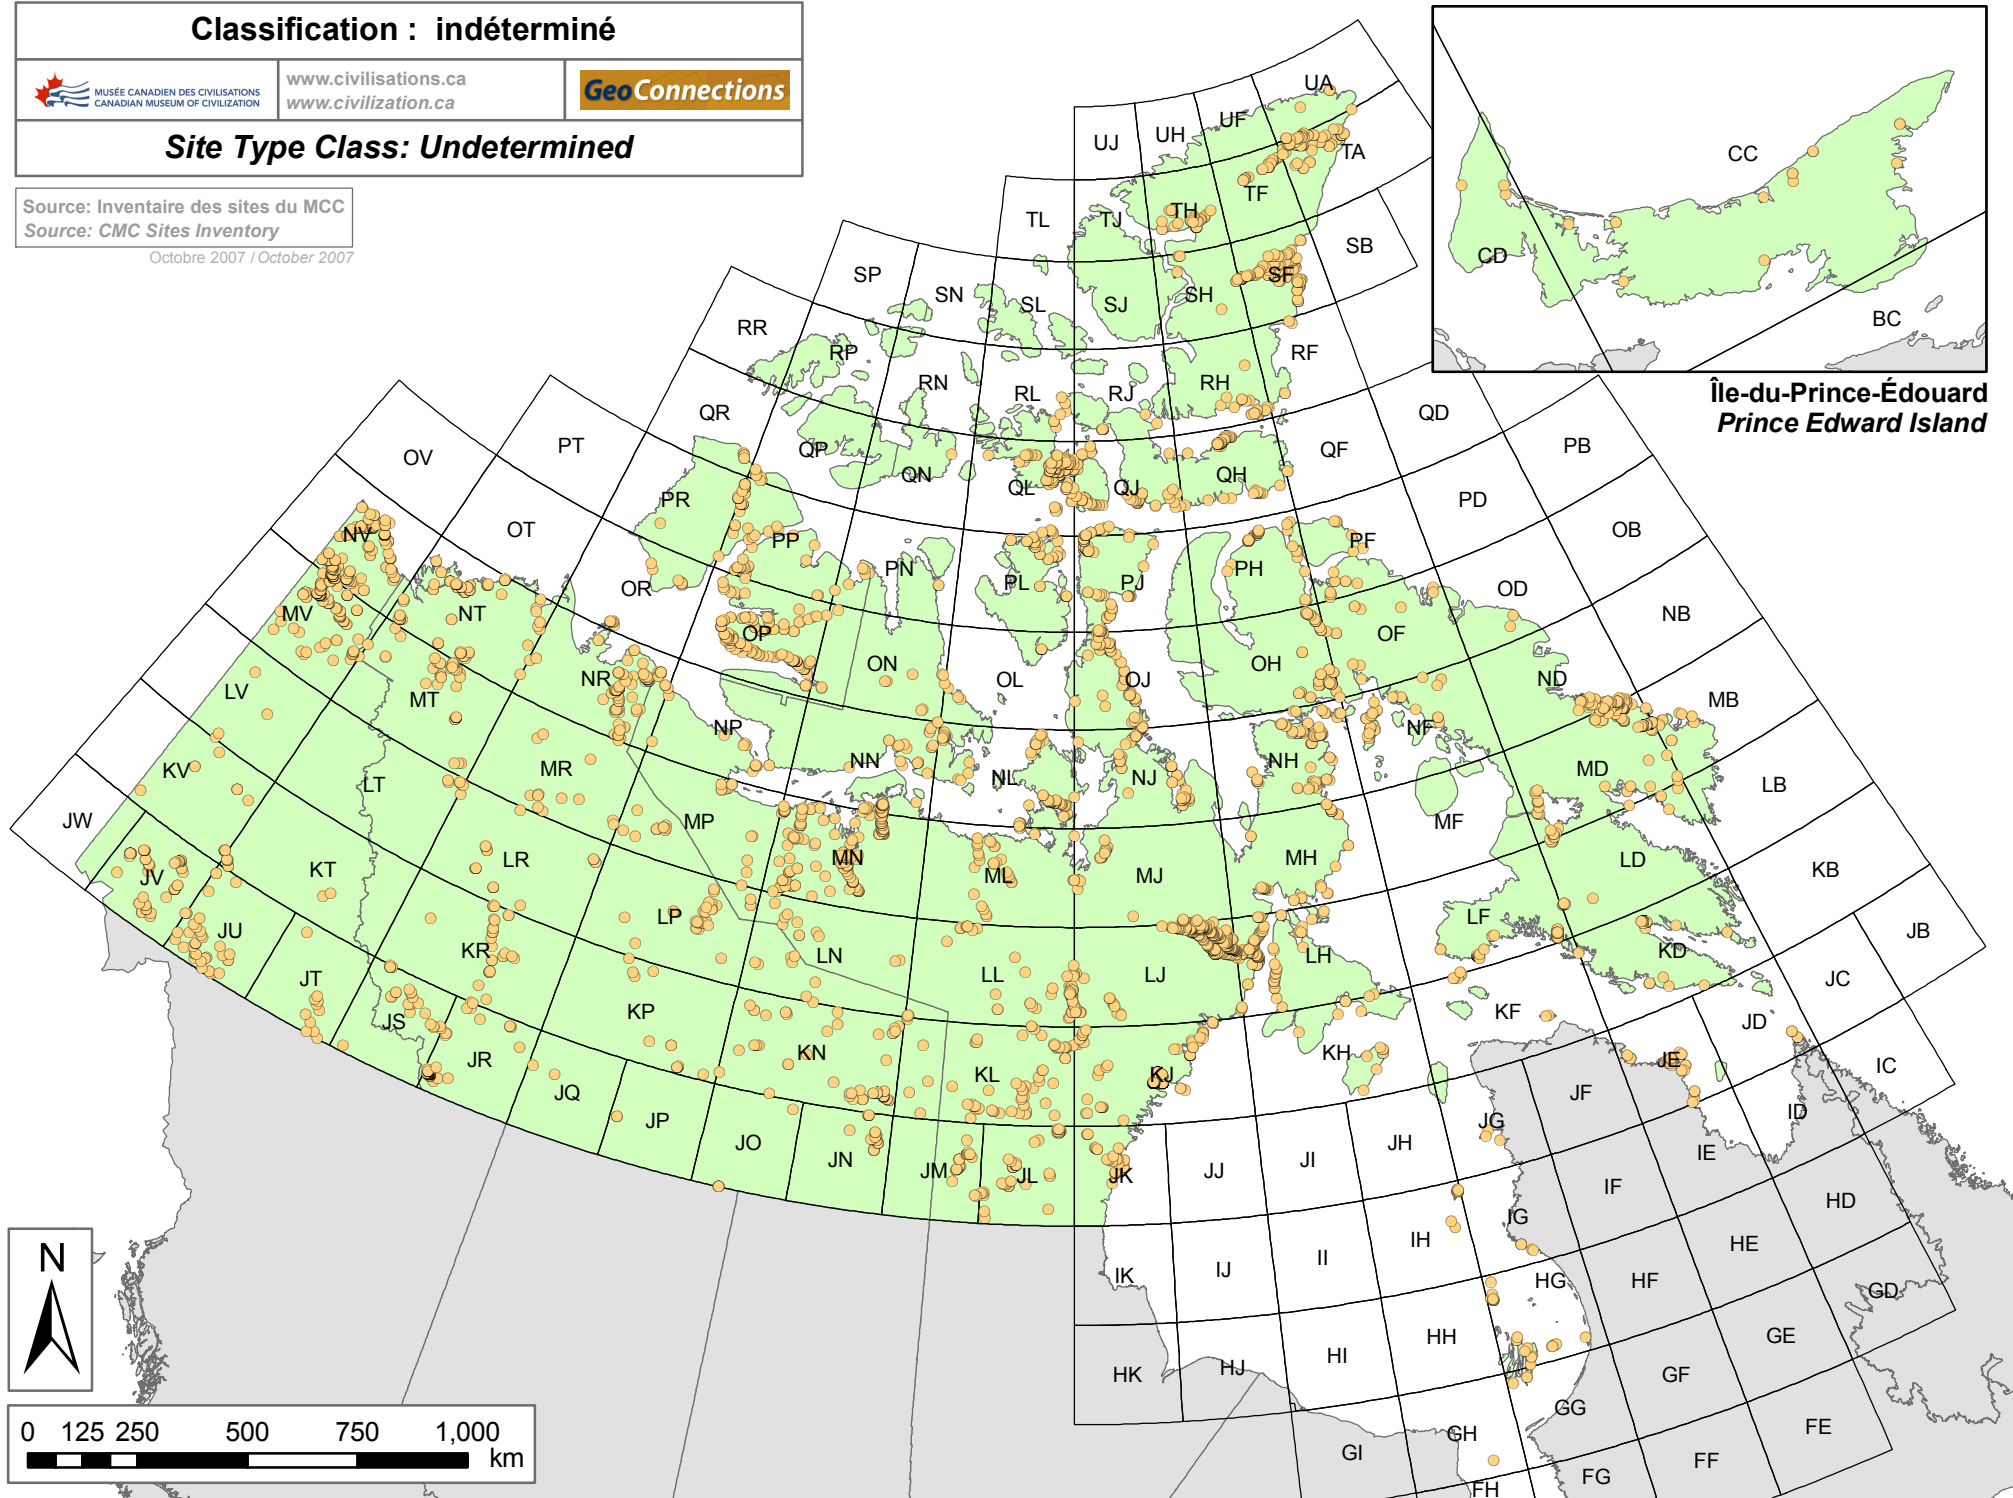 Classification : indéterminé
MUSÉE CANADIEN DES CIVILISATIONS
CANADIAN MUSEUM OF CIVILIZATION
www.civilisations.ca
www.civilization.ca
GeoConnections
Site Type Class: Undetermined
Source: Inventaire des sites du MCC
Source: CMC Sites Inventory
Octobre 2007 / October 2007
CC
CD
BC
Île-du-Prince-Édouard
Prince Edward Island
UJ UH UF UA
TL TJ TH TF TA
SP SN SL SJ SH SF SB
RR RP RN RL RJ RH RF
QR QP QN QL QJ QH QF QD
PT PR PP PN PL PJ PH PF PD PB
OV OT OR OP ON OL OJ OH OF OD OB
NV NT NR NP NN NL NJ NH NF ND NB
MV MT MR MP MN ML MJ MH MF MD MB
LV LT LR LP LN LL LJ LH LF LD LB
KV KT KR KP KN KL KJ KH KF KD KB
JW JV JU JT JS JR JQ JP JO JN JM JL JK JJ JI JH JG JF JE JD JC JB
IK IJ II IH IG IF IE ID IC
HK HJ HI HH HG HF HE HD
GI GH GG GF GE GD
FH FG FF FE
N
0 125 250 500 750 1,000
km